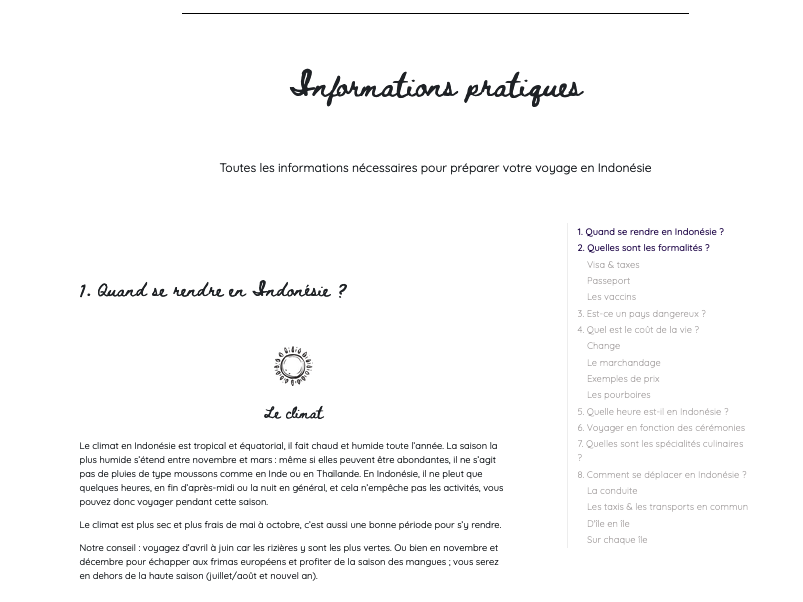 Informations pratiques
Toutes les informations nécessaires pour préparer votre voyage en Indonésie
1. Quand se rendre en Indonésie ?
Le climat
Le climat en Indonésie est tropical et équatorial, il fait chaud et humide toute l'année. La saison la
plus humide s'étend entre novembre et mars : même si elles peuvent être abondantes, il ne s'agit
pas de pluies de type moussons comme en Inde ou en Thaïlande. En Indonésie, il ne pleut que
quelques heures, en fin d'après-midi ou la nuit en général, et cela n'empêche pas les activités, vous
pouvez donc voyager pendant cette saison.
Le climat est plus sec et plus frais de mai à octobre, c'est aussi une bonne période pour s'y rendre.
Notre conseil : voyagez d'avril à juin car les rizières y sont les plus vertes. Ou bien en novembre et
décembre pour échapper aux frimas européens et profiter de la saison des mangues ; vous serez
en dehors de la haute saison (juillet/août et nouvel an).
1. Quand se rendre en Indonésie ?
2. Quelles sont les formalités ?
Visa & taxes
Passeport
Les vaccins
3. Est-ce un pays dangereux ?
4. Quel est le coût de la vie ?
Change
Le marchandage
Exemples de prix
Les pourboires
5. Quelle heure est-il en Indonésie ?
6. Voyager en fonction des cérémonies
7. Quelles sont les spécialités culinaires
?
8. Comment se déplacer en Indonésie ?
La conduite
Les taxis & les transports en commun
D'île en île
Sur chaque île